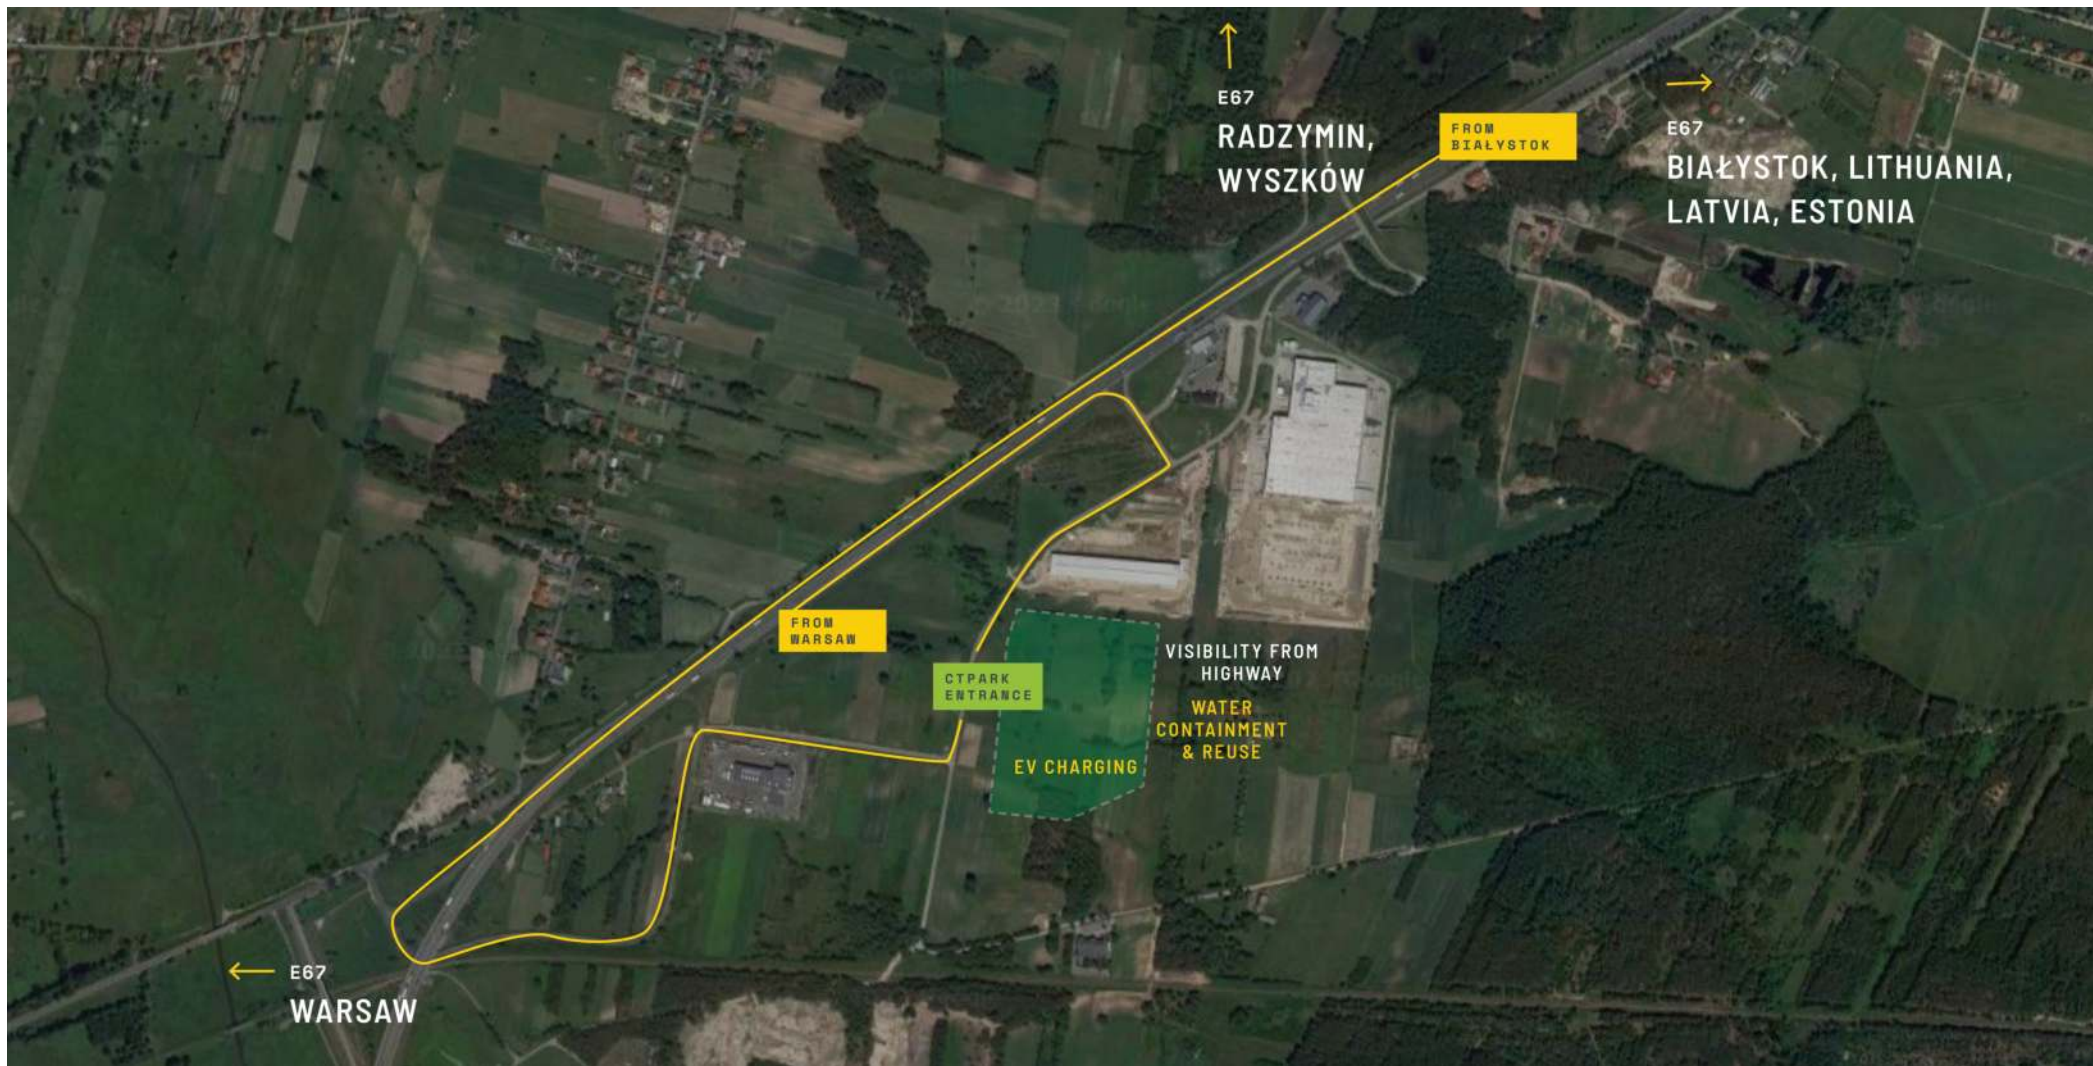 E67
RADZYMIN,
WYSZKÓW
FROM
BIAŁYSTOK
E67
BIAŁYSTOK, LITHUANIA,
LATVIA, ESTONIA
FROM
WARSAW
CTPARK
ENTRANCE
VISIBILITY FROM
HIGHWAY
WATER
CONTAINMENT
& REUSE
EV CHARGING
E67
WARSAW